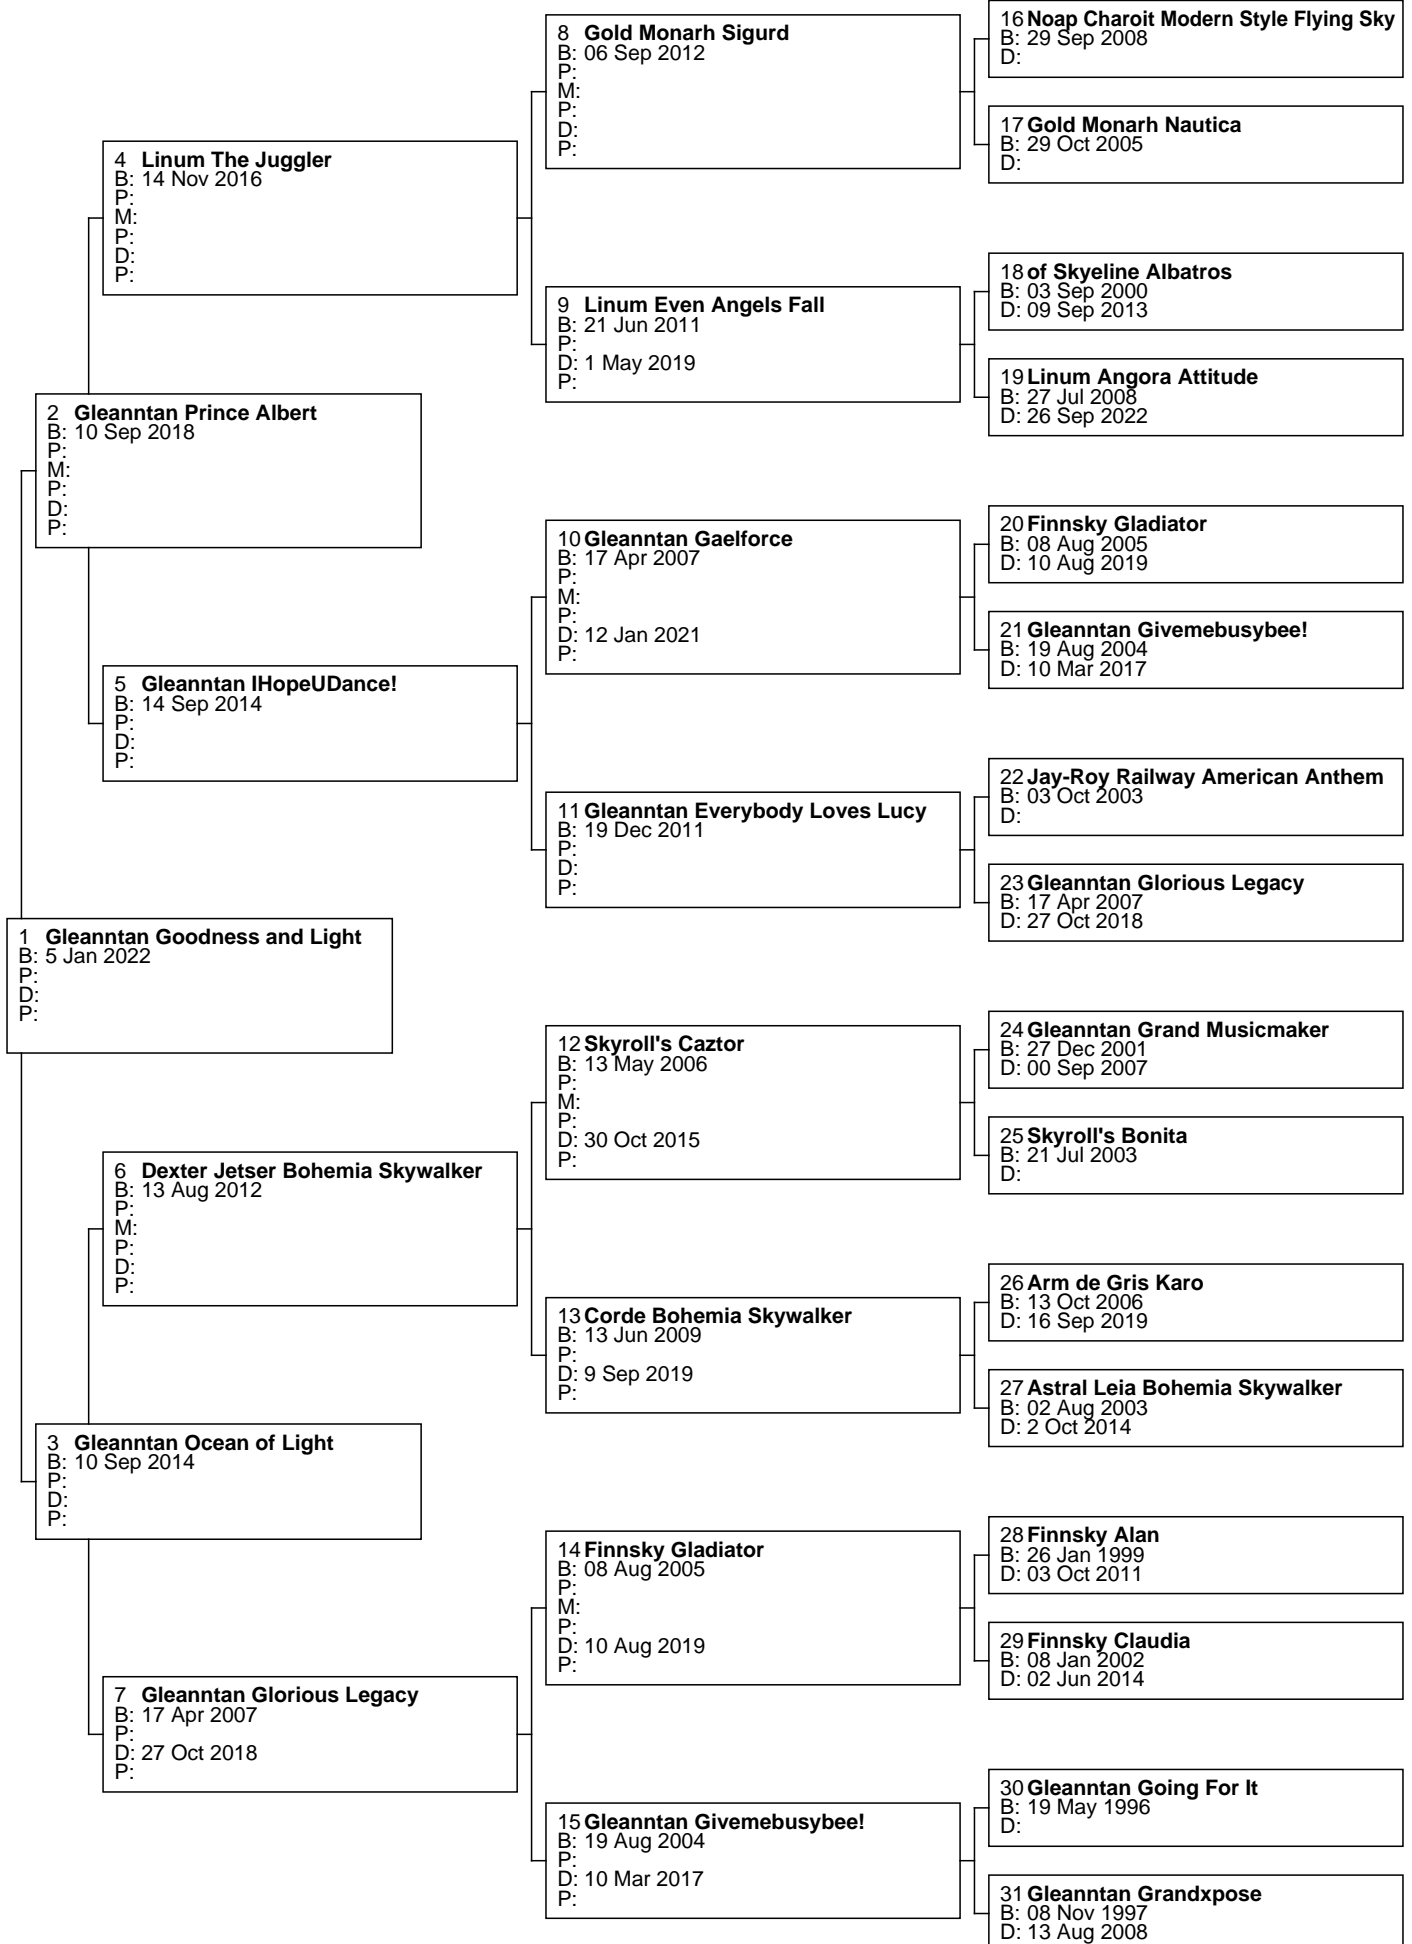 1 Gleanntan Goodness and Light
B: 5 Jan 2022
P:
D:
P:
2 Gleanntan Prince Albert
B: 10 Sep 2018
P:
M:
P:
D:
P:
3 Gleanntan Ocean of Light
B: 10 Sep 2014
P:
D:
P:
4 Linum The Juggler
B: 14 Nov 2016
P:
M:
P:
D:
P:
5 Gleanntan IHopeUDance!
B: 14 Sep 2014
P:
D:
P:
6 Dexter Jetser Bohemia Skywalker
B: 13 Aug 2012
P:
M:
P:
D:
P:
7 Gleanntan Glorious Legacy
B: 17 Apr 2007
P:
D: 27 Oct 2018
P:
8 Gold Monarh Sigurd
B: 06 Sep 2012
P:
M:
P:
D:
P:
9 Linum Even Angels Fall
B: 21 Jun 2011
P:
D: 1 May 2019
P:
10 Gleanntan Gaelforce
B: 17 Apr 2007
P:
M:
P:
D: 12 Jan 2021
P:
11 Gleanntan Everybody Loves Lucy
B: 19 Dec 2011
P:
D:
P:
12 Skyroll's Caztor
B: 13 May 2006
P:
M:
P:
D: 30 Oct 2015
P:
13 Corde Bohemia Skywalker
B: 13 Jun 2009
P:
D: 9 Sep 2019
P:
14 Finnsky Gladiator
B: 08 Aug 2005
P:
M:
P:
D: 10 Aug 2019
P:
15 Gleanntan Givemebusybee!
B: 19 Aug 2004
P:
D: 10 Mar 2017
P:
16 Noap Charoit Modern Style Flying Sky
B: 29 Sep 2008
D:
17 Gold Monarh Nautica
B: 29 Oct 2005
D:
18 of Skyeline Albatros
B: 03 Sep 2000
D: 09 Sep 2013
19 Linum Angora Attitude
B: 27 Jul 2008
D: 26 Sep 2022
20 Finnsky Gladiator
B: 08 Aug 2005
D: 10 Aug 2019
21 Gleanntan Givemebusybee!
B: 19 Aug 2004
D: 10 Mar 2017
22 Jay-Roy Railway American Anthem
B: 03 Oct 2003
D:
23 Gleanntan Glorious Legacy
B: 17 Apr 2007
D: 27 Oct 2018
24 Gleanntan Grand Musicmaker
B: 27 Dec 2001
D: 00 Sep 2007
25 Skyroll's Bonita
B: 21 Jul 2003
D:
26 Arm de Gris Karo
B: 13 Oct 2006
D: 16 Sep 2019
27 Astral Leia Bohemia Skywalker
B: 02 Aug 2003
D: 2 Oct 2014
28 Finnsky Alan
B: 26 Jan 1999
D: 03 Oct 2011
29 Finnsky Claudia
B: 08 Jan 2002
D: 02 Jun 2014
30 Gleanntan Going For It
B: 19 May 1996
D:
31 Gleanntan Grandxpose
B: 08 Nov 1997
D: 13 Aug 2008